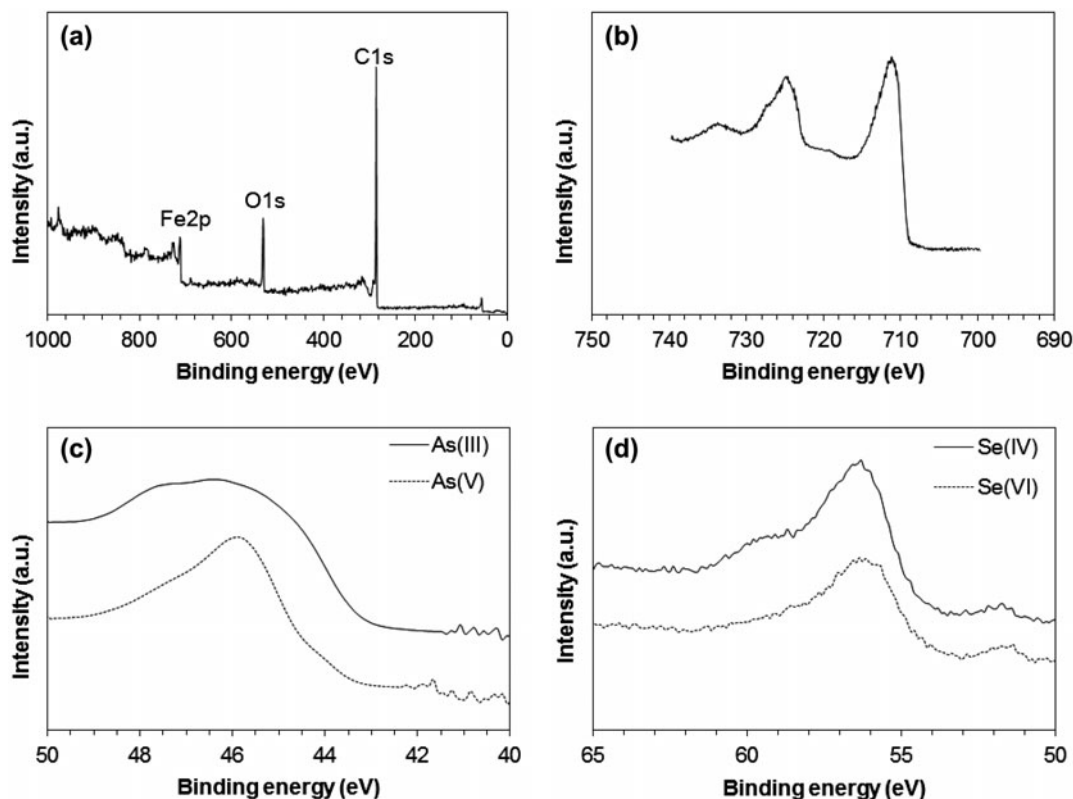 (a)
C1s
O1s
Fe2p
Intensity (a.u.)
1000 800 600 400 200 0
Binding energy (eV)
(b)
Intensity (a.u.)
750 740 730 720 710 700 690
Binding energy (eV)
(c)
As(III)
As(V)
Intensity (a.u.)
50 48 46 44 42 40
Binding energy (eV)
(d)
Se(IV)
Se(VI)
Intensity (a.u.)
65 60 55 50
Binding energy (eV)